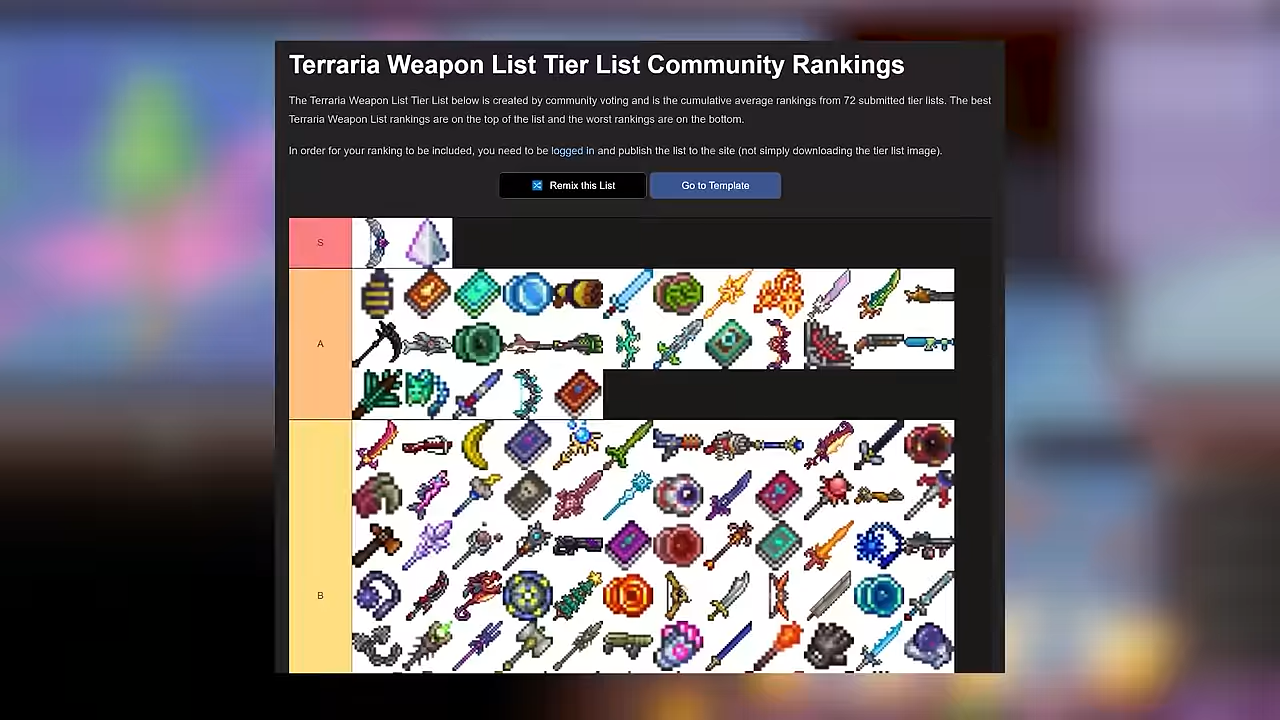 Terraria Weapon List Tier List Community Rankings
The Terraria Weapon List Tier List below is created by community voting and is the cumulative average rankings from 72 submitted tier lists. The best
Terraria Weapon List rankings are on the top of the list and the worst rankings are on the bottom.
In order for your ranking to be included, you need to be logged in and publish the list to the site (not simply downloading the tier list image).
Remix this List
Go to Template
S
A
B